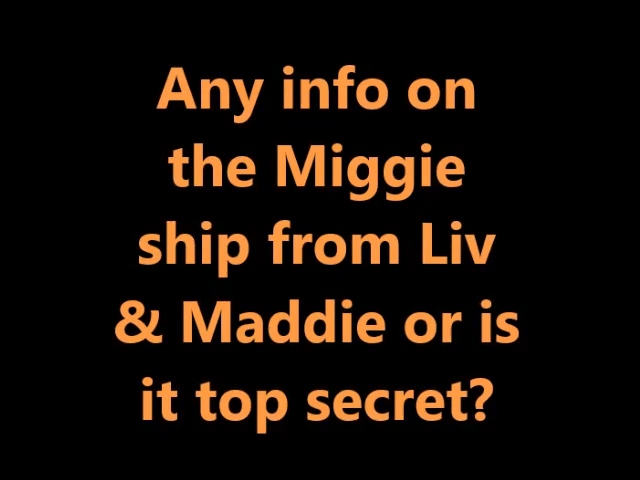 Any info on
the Miggie
ship from Liv
& Maddie or is
it top secret?